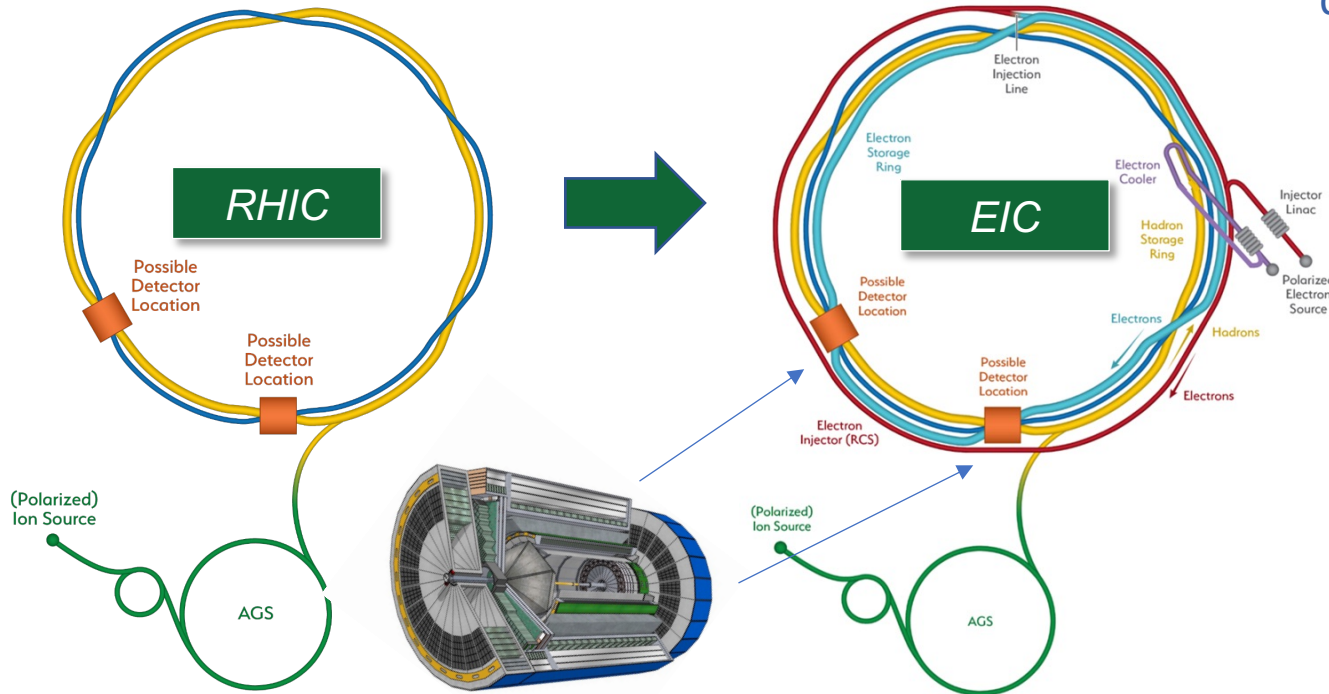 RHIC
Possible
Detector
Location
Possible
Detector
Location
(Polarized)
Ion Source
AGS
Electron
Injection
Line
Electron
Storage
Ring
Electron
Cooler
Injector
Linac
EIC
Hadron
Storage
Ring
Polarized
Electron
Source
Possible
Detector
Location
Electrons
Hadrons
Possible
Detector
Location
Electrons
Electron
Injector (RCS)
(Polarized)
Ion Source
AGS